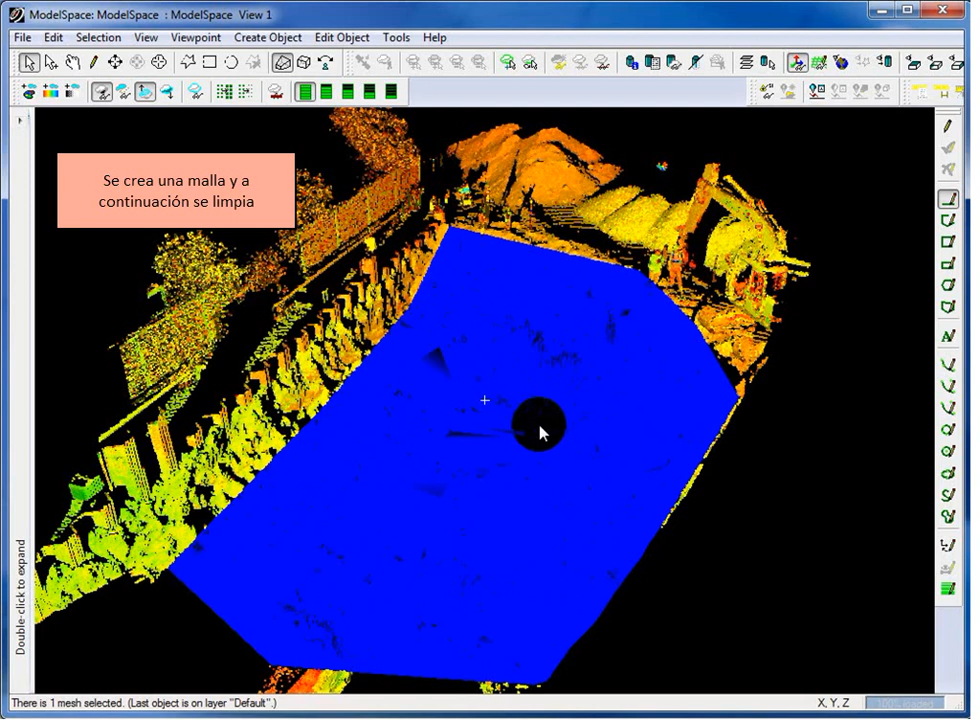 ModelSpace: ModelSpace : ModelSpace View 1
File Edit Selection View Viewpoint Create Object Edit Object Tools Help
Se crea una malla y a
continuación se limpia
Double-click to expand
There is 1 mesh selected. (Last object is on layer "Default".)
X, Y, Z
100% loaded